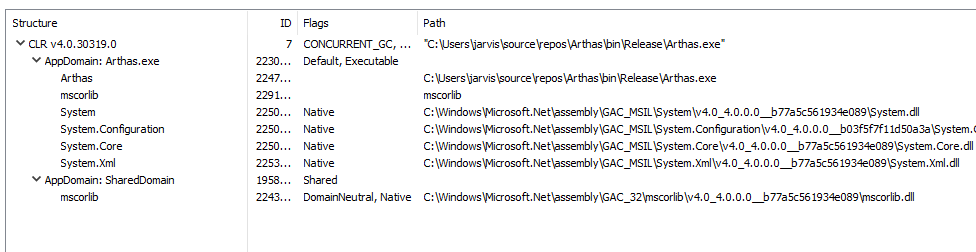 Structure ID Flags Path
CLR v4.0.30319.0 7 CONCURRENT_GC, ... "C:\Users\jarvis\source\repos\Arthas\bin\Release\Arthas.exe"
AppDomain: Arthas.exe 2230... Default, Executable
Arthas 2247... C:\Users\jarvis\source\repos\Arthas\bin\Release\Arthas.exe
mscorlib 2291... mscorlib
System 2250... Native C:\Windows\Microsoft.Net\assembly\GAC_MSIL\System\v4.0_4.0.0.0__b77a5c561934e089\System.dll
System.Configuration 2250... Native C:\Windows\Microsoft.Net\assembly\GAC_MSIL\System.Configuration\v4.0_4.0.0.0__b03f5f7f11d50a3a\System.C
System.Core 2250... Native C:\Windows\Microsoft.Net\assembly\GAC_MSIL\System.Core\v4.0_4.0.0.0__b77a5c561934e089\System.Core.dll
System.Xml 2253... Native C:\Windows\Microsoft.Net\assembly\GAC_MSIL\System.Xml\v4.0_4.0.0.0__b77a5c561934e089\System.Xml.dll
AppDomain: SharedDomain 1958... Shared
mscorlib 2243... DomainNeutral, Native C:\Windows\Microsoft.Net\assembly\GAC_32\mscorlib\v4.0_4.0.0.0__b77a5c561934e089\mscorlib.dll